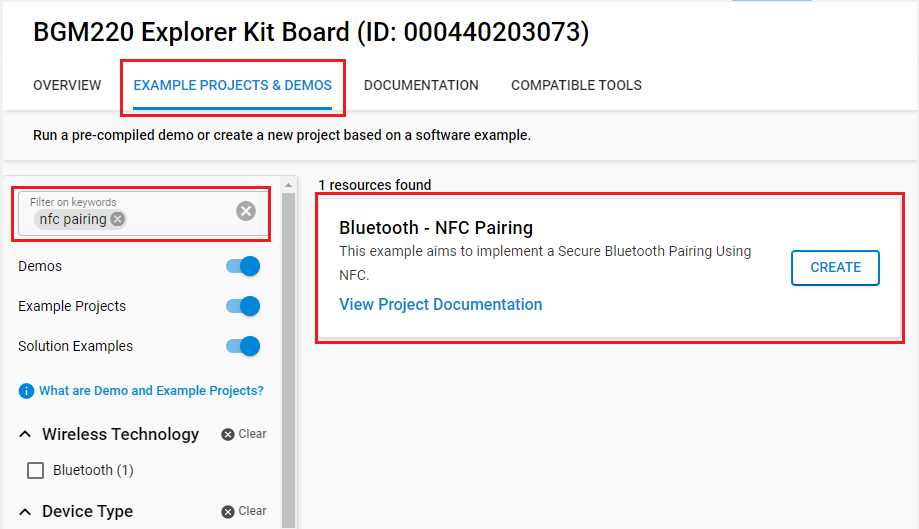 BGM220 Explorer Kit Board (ID: 000440203073)
OVERVIEW
EXAMPLE PROJECTS & DEMOS
DOCUMENTATION
COMPATIBLE TOOLS
Run a pre-compiled demo or create a new project based on a software example.
Filter on keywords
nfc pairing
Demos
Example Projects
Solution Examples
What are Demo and Example Projects?
Wireless Technology
Clear
Bluetooth (1)
Device Type
Clear
1 resources found
Bluetooth - NFC Pairing
This example aims to implement a Secure Bluetooth Pairing Using
NFC.
View Project Documentation
CREATE